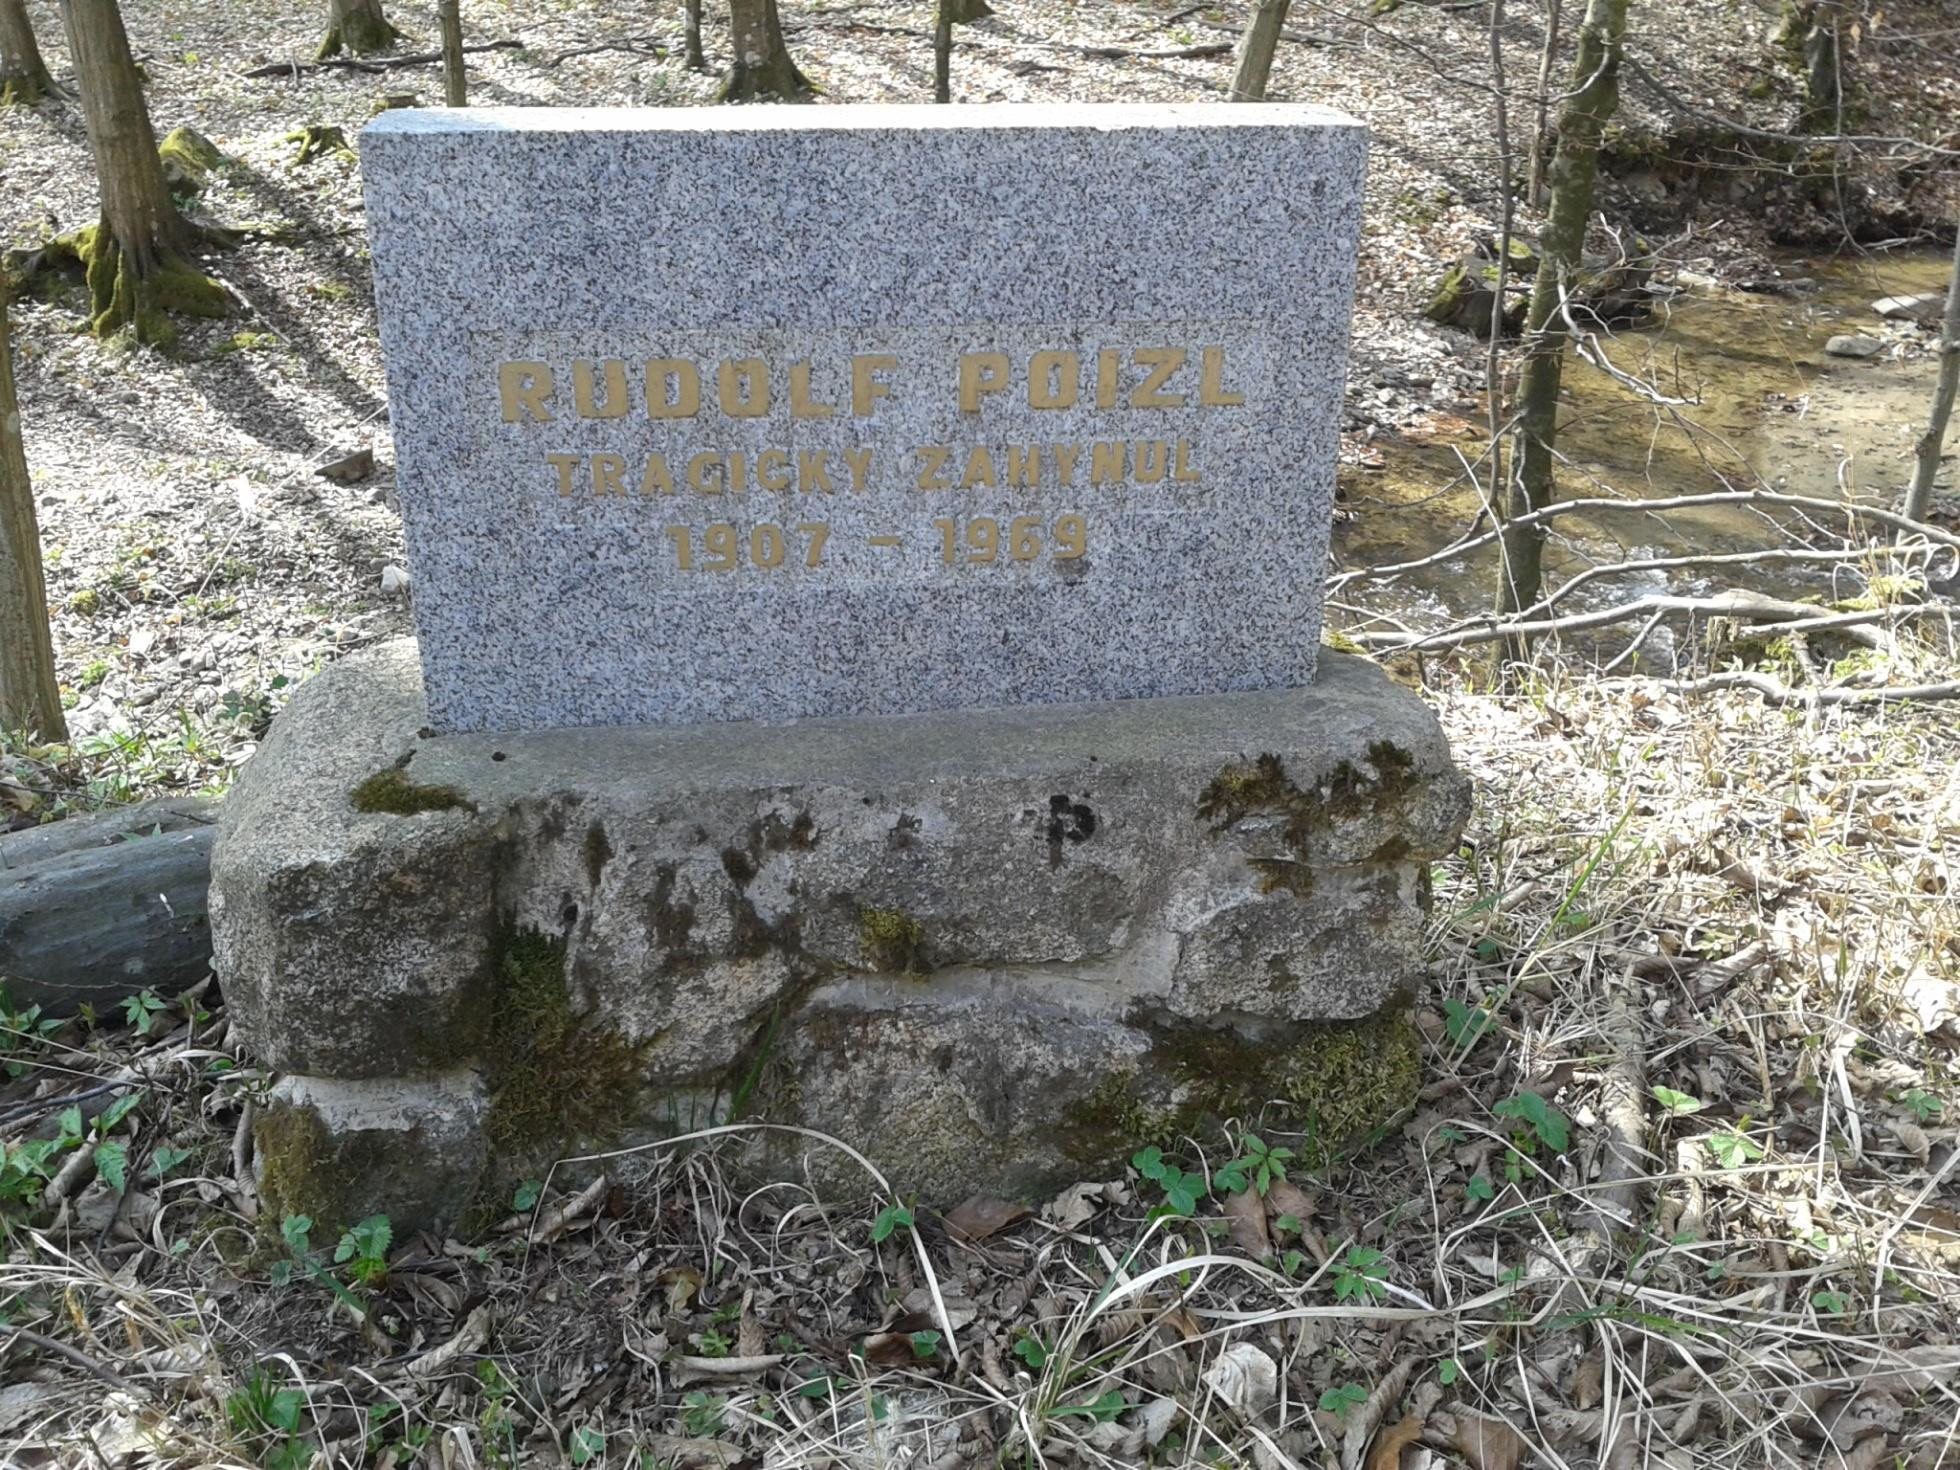 RUDOLF POIZL
TRAGICKY ZAHYNUL
1907 - 1969